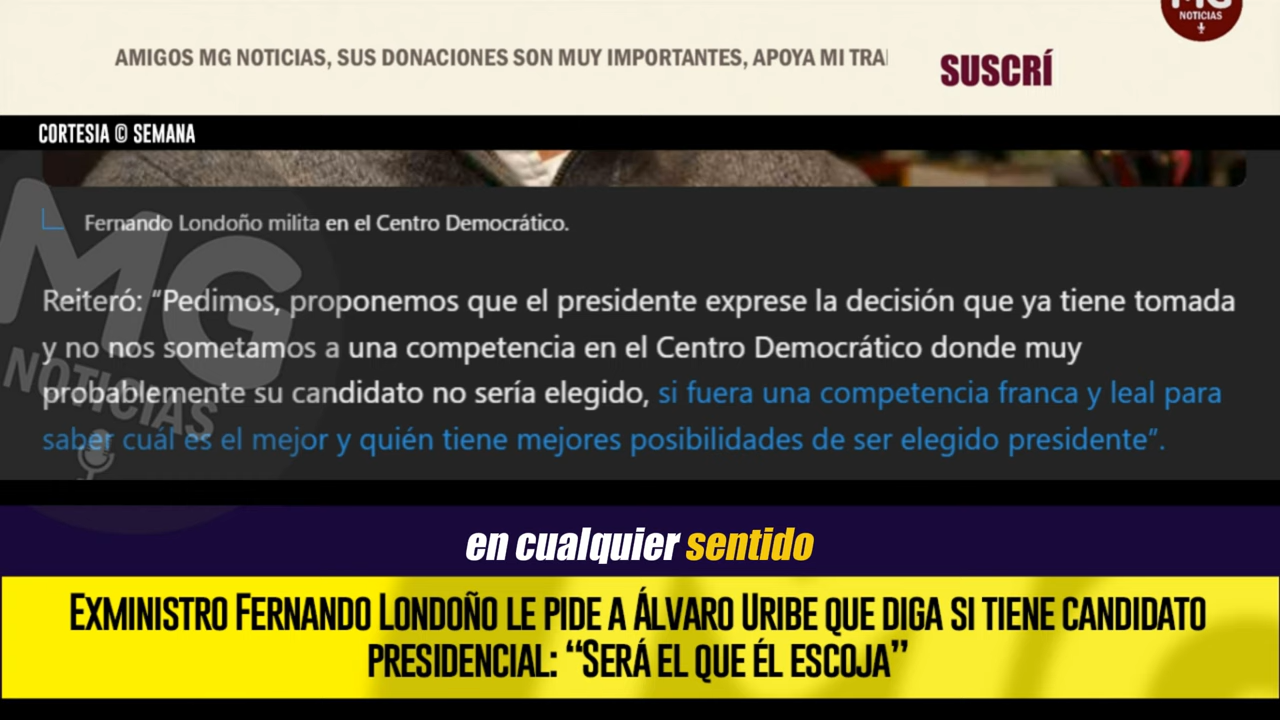 MG
NOTICIAS
AMIGOS MG NOTICIAS, SUS DONACIONES SON MUY IMPORTANTES, APOYA MI TRA
SUSCRÍ
CORTESIA © SEMANA
Fernando Londoño milita en el Centro Democrático.
Reiteró: “Pedimos, proponemos que el presidente exprese la decisión que ya tiene tomada
y no nos sometamos a una competencia en el Centro Democrático donde muy
probablemente su candidato no sería elegido, si fuera una competencia franca y leal para
saber cuál es el mejor y quién tiene mejores posibilidades de ser elegido presidente”.
MG
NOTICIAS
en cualquier sentido
EXMINISTRO FERNANDO LONDOÑO LE PIDE A ÁLVARO URIBE QUE DIGA SI TIENE CANDIDATO
PRESIDENCIAL: “SERÁ EL QUE ÉL ESCOJA”